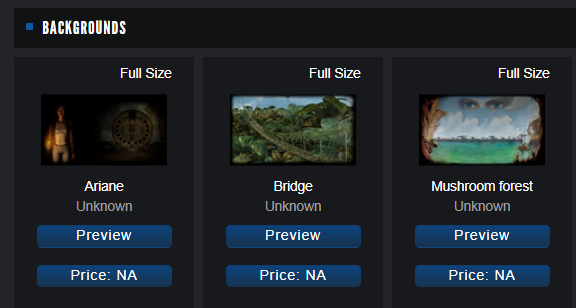 BACKGROUNDS
Full Size Full Size Full Size
Ariane Bridge Mushroom forest
Unknown Unknown Unknown
Preview Preview Preview
Price: NA Price: NA Price: NA